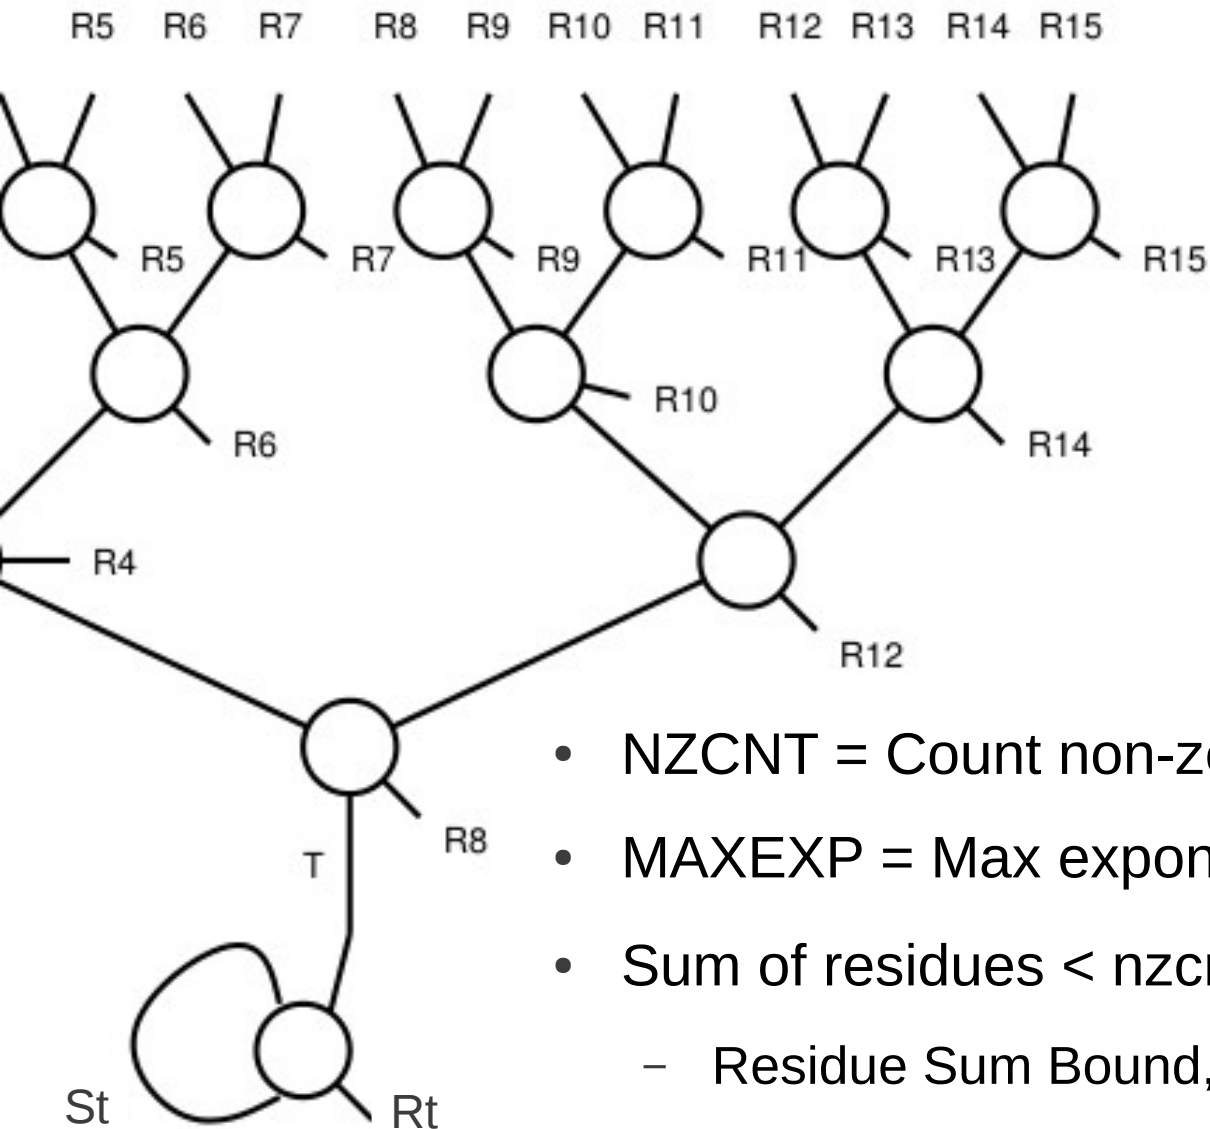 R5 R6 R7 R8 R9 R10 R11 R12 R13 R14 R15
R5 R7 R9 R11 R13 R15
R10
R6 R14
R4
R12
• NZCNT = Count non-z
• MAXEXP = Max expon
• Sum of residues < nzc
– Residue Sum Bound,
R8
T
St Rt